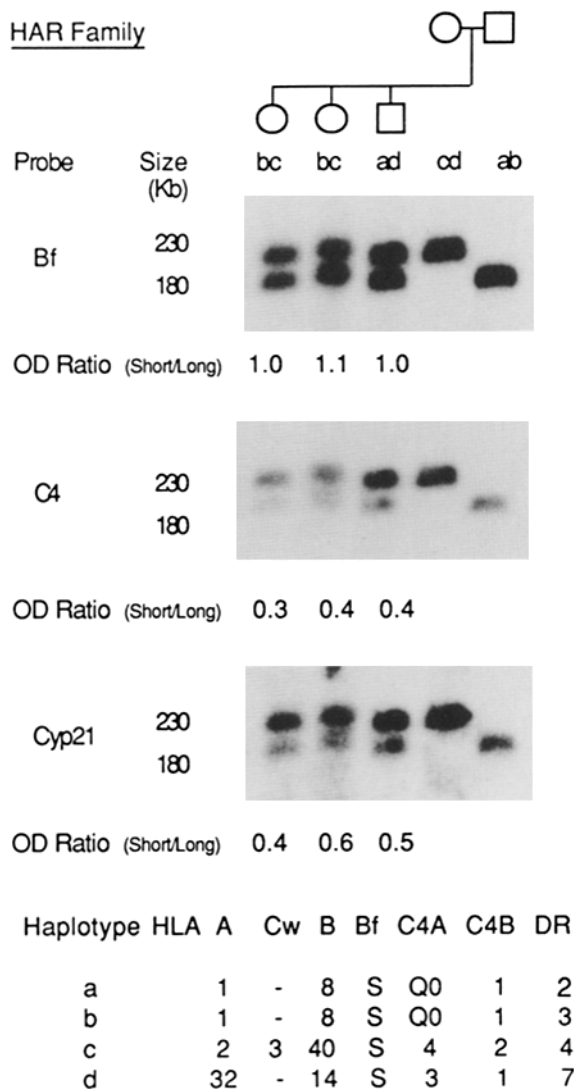 HAR Family
Probe Size (Kb) bc bc ad cd ab
Bf 230
180
OD Ratio (Short/Long) 1.0 1.1 1.0
C4 230
180
OD Ratio (Short/Long) 0.3 0.4 0.4
Cyp21 230
180
OD Ratio (Short/Long) 0.4 0.6 0.5
Haplotype HLA A Cw B Bf C4A C4B DR
a 1 - 8 S Q0 1 2
b 1 - 8 S Q0 1 3
c 2 3 40 S 4 2 4
d 32 - 14 S 3 1 7